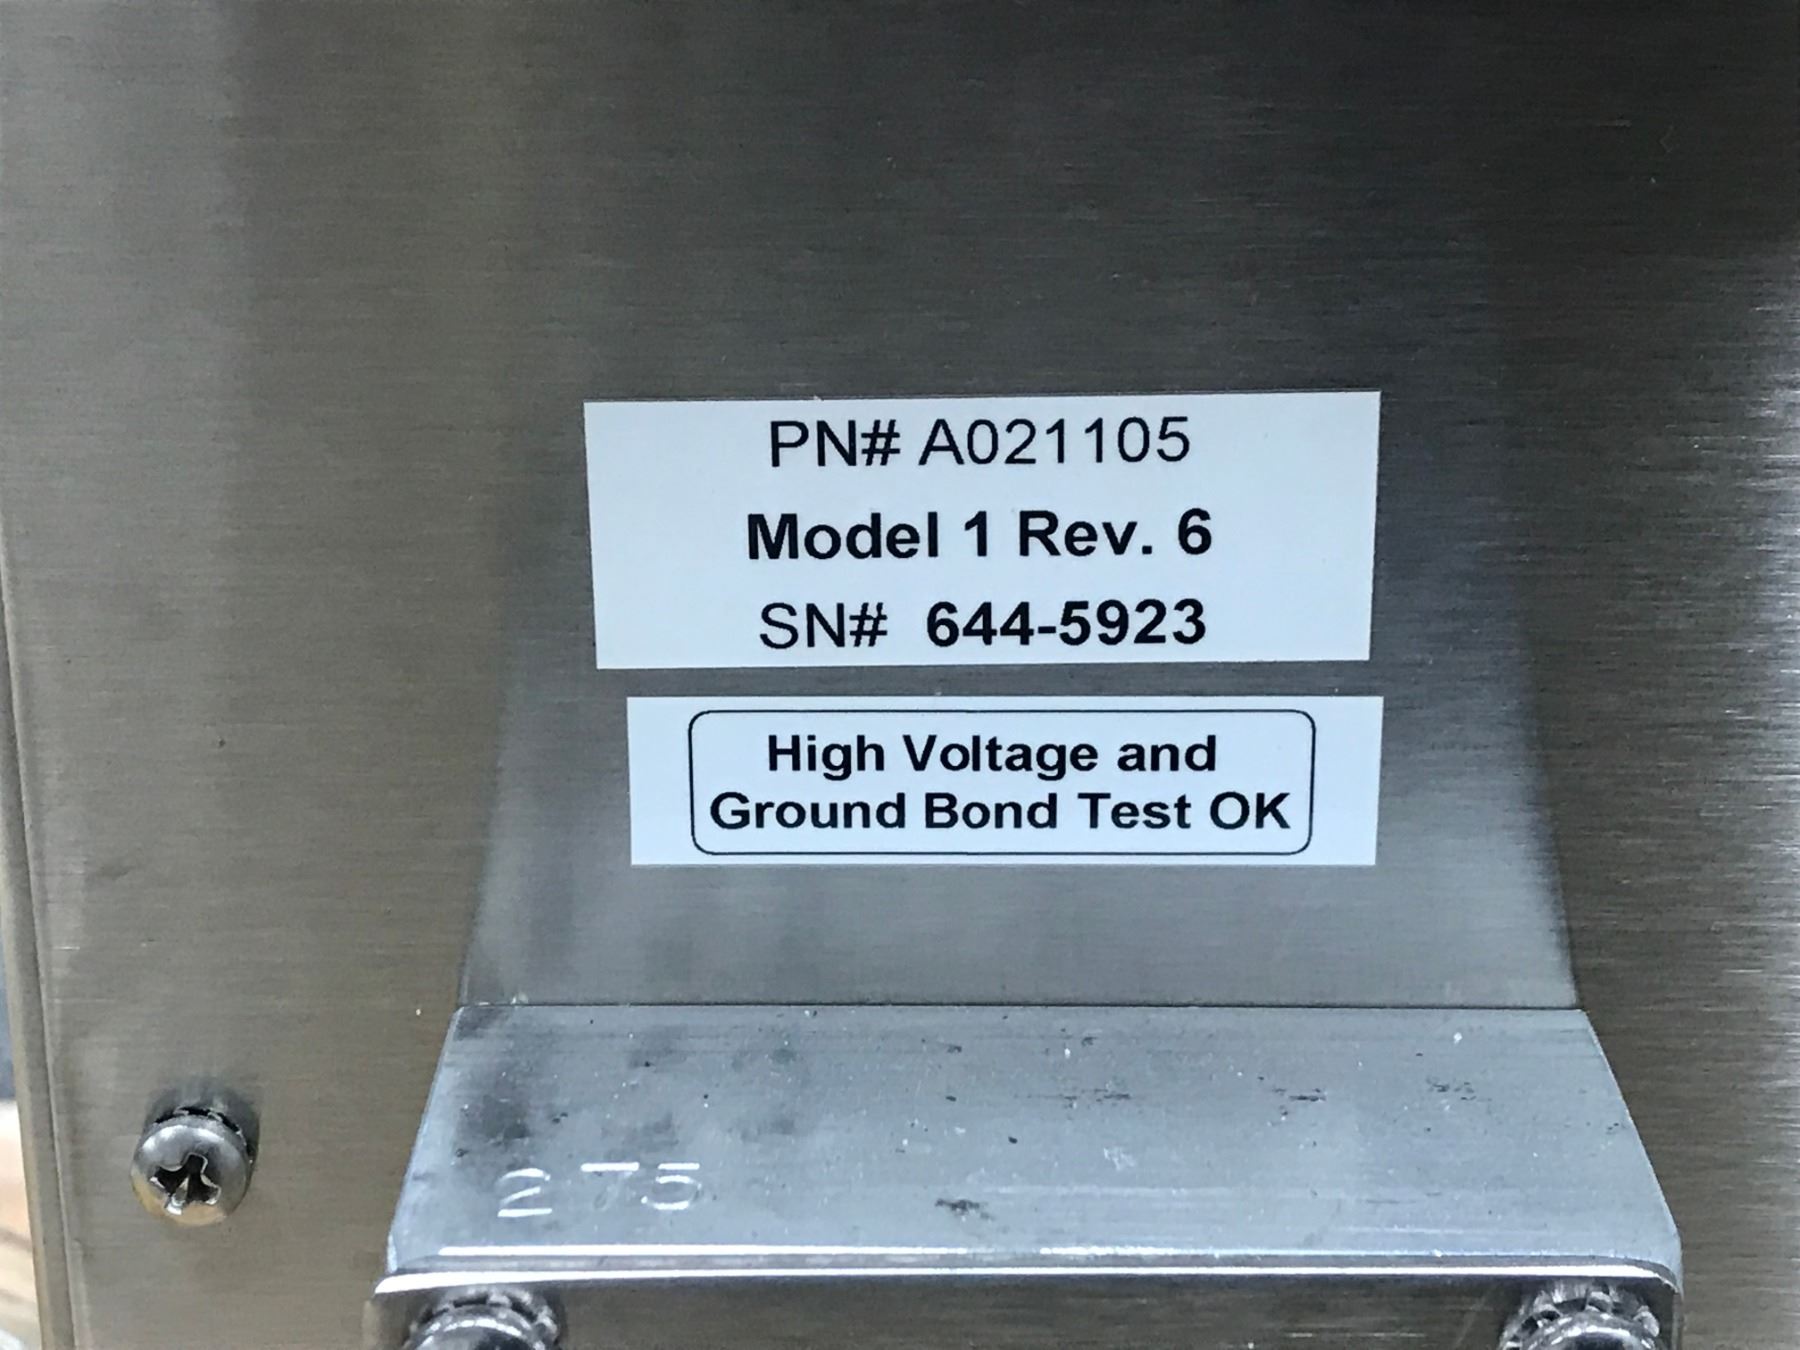 PN# A021105
Model 1 Rev. 6
SN# 644-5923
High Voltage and
Ground Bond Test OK
275